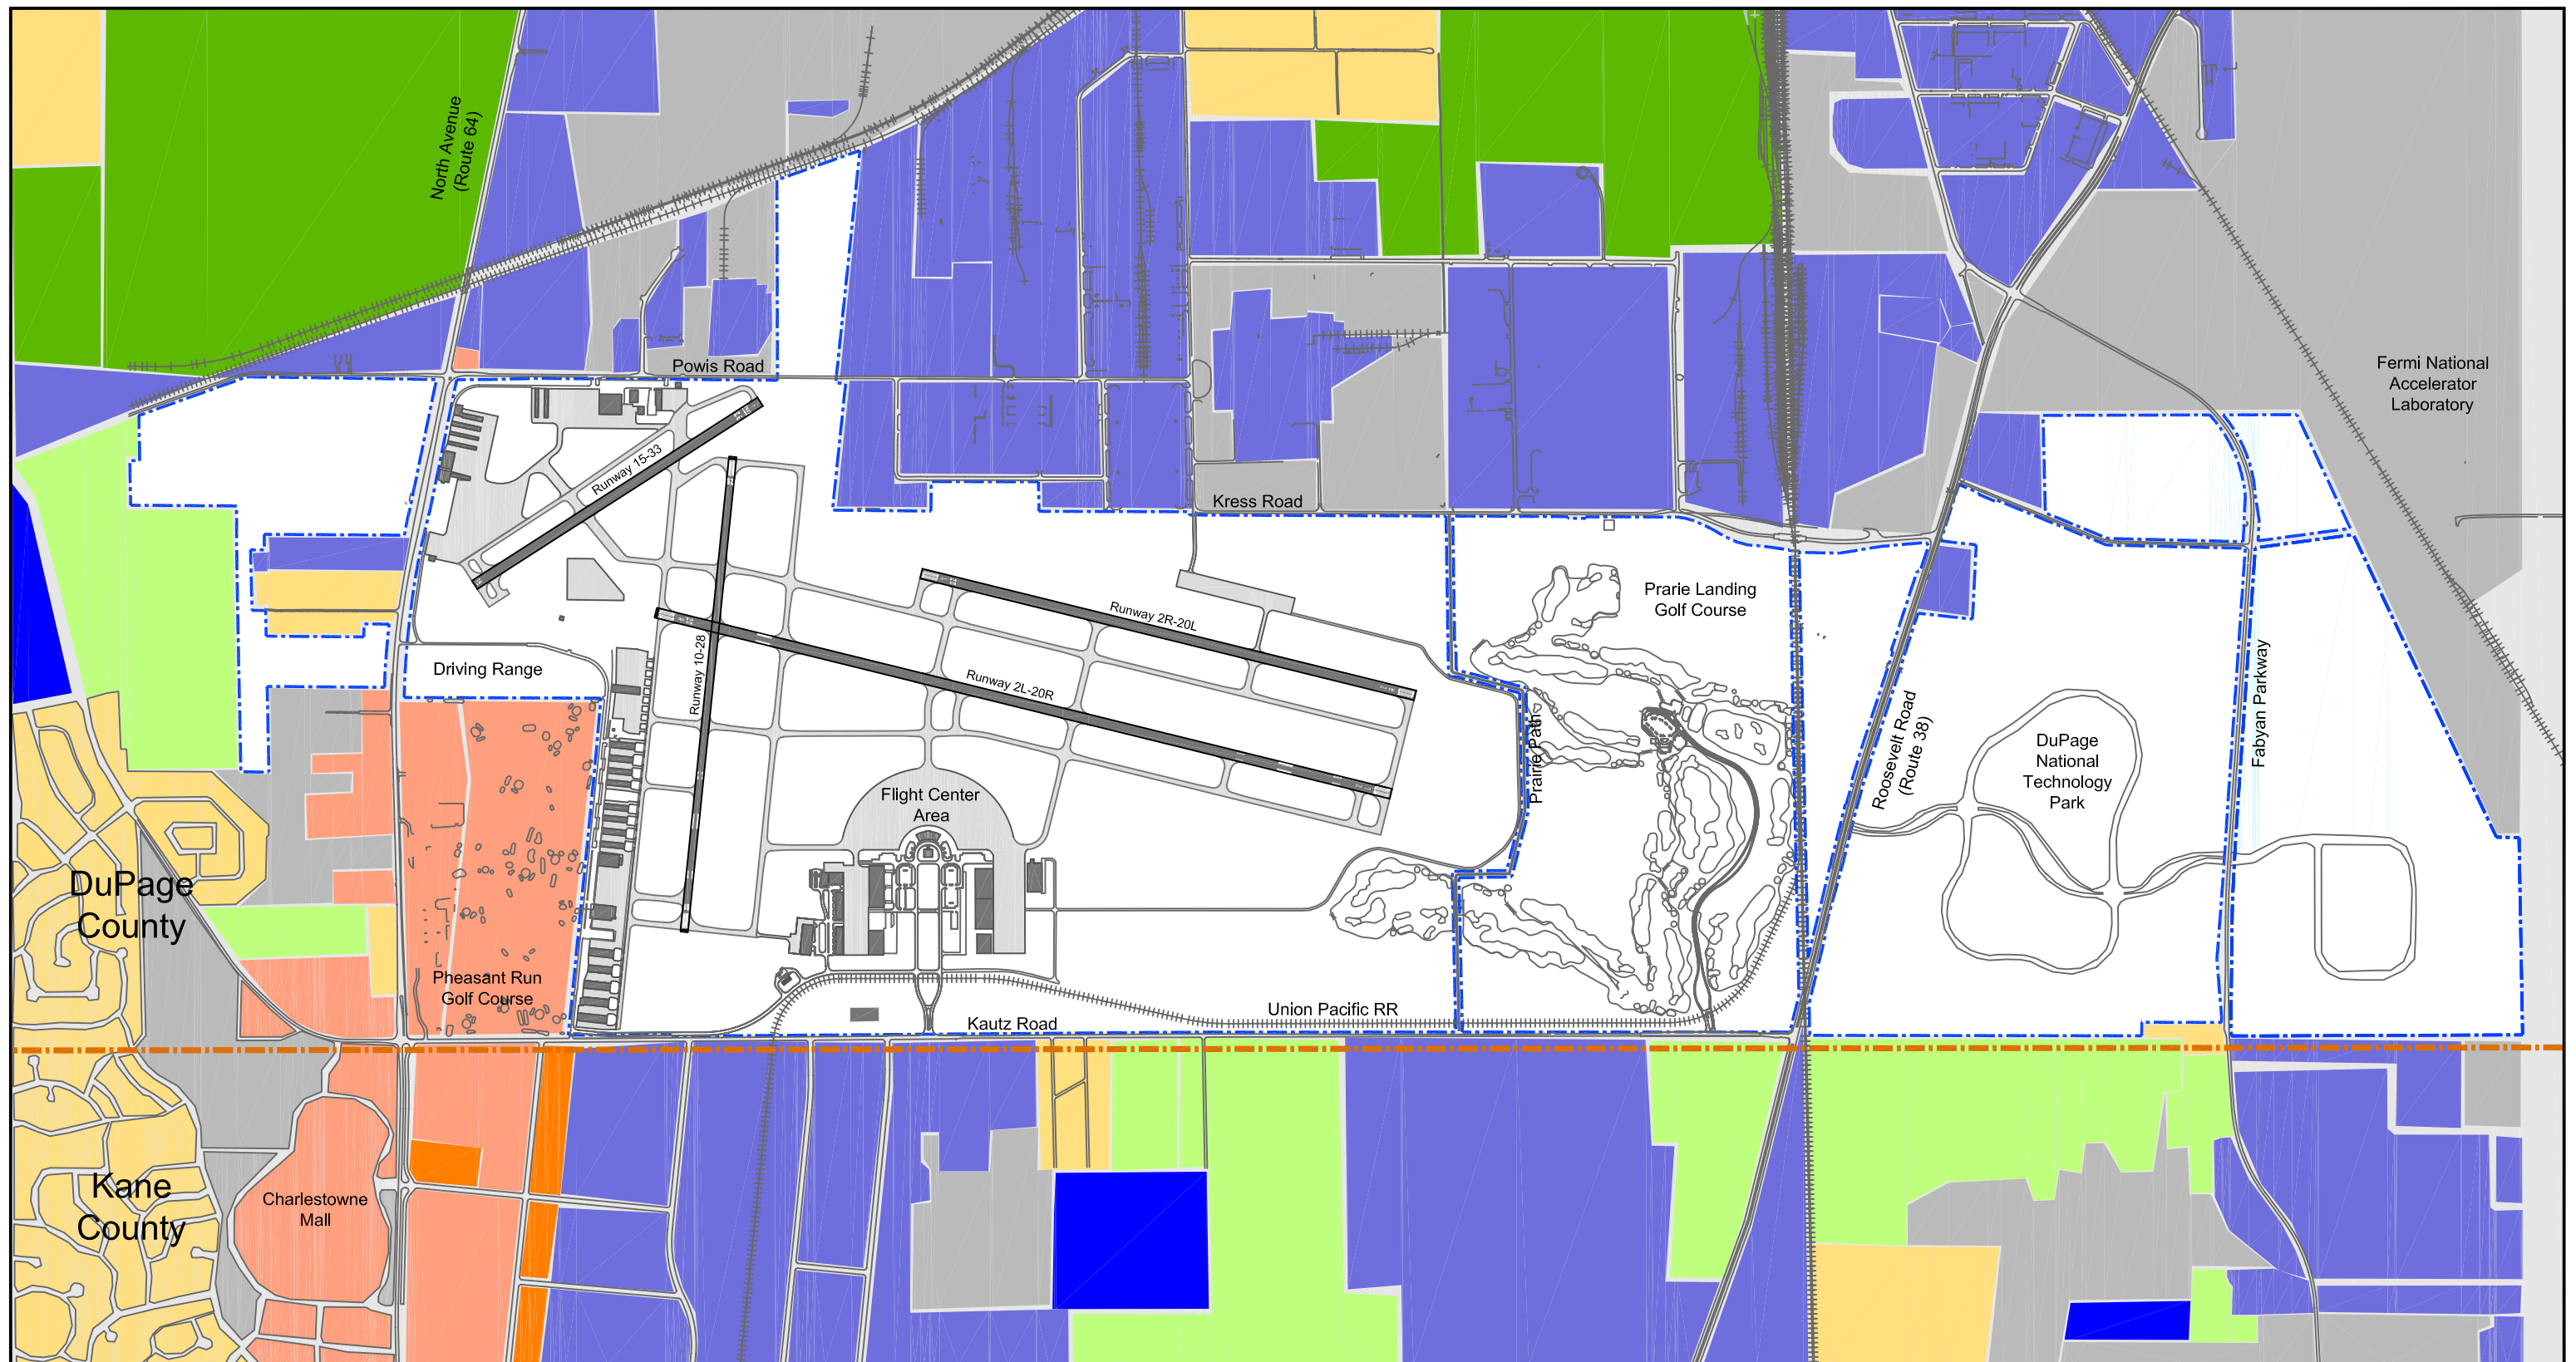 North Avenue
(Route 64)
Powis Road
Fermi National
Accelerator
Laboratory
Runway 15-33
Kress Road
Prarie Landing
Golf Course
Runway 2R-20L
Driving Range
Runway 10-28
Runway 2L-20R
Prairie Path
Roosevelt Road
(Route 38)
Fabyan Parkway
DuPage
National
Technology
Park
Flight Center
Area
DuPage
County
Pheasant Run
Golf Course
Union Pacific RR
Kautz Road
Kane
County
Charlestowne
Mall